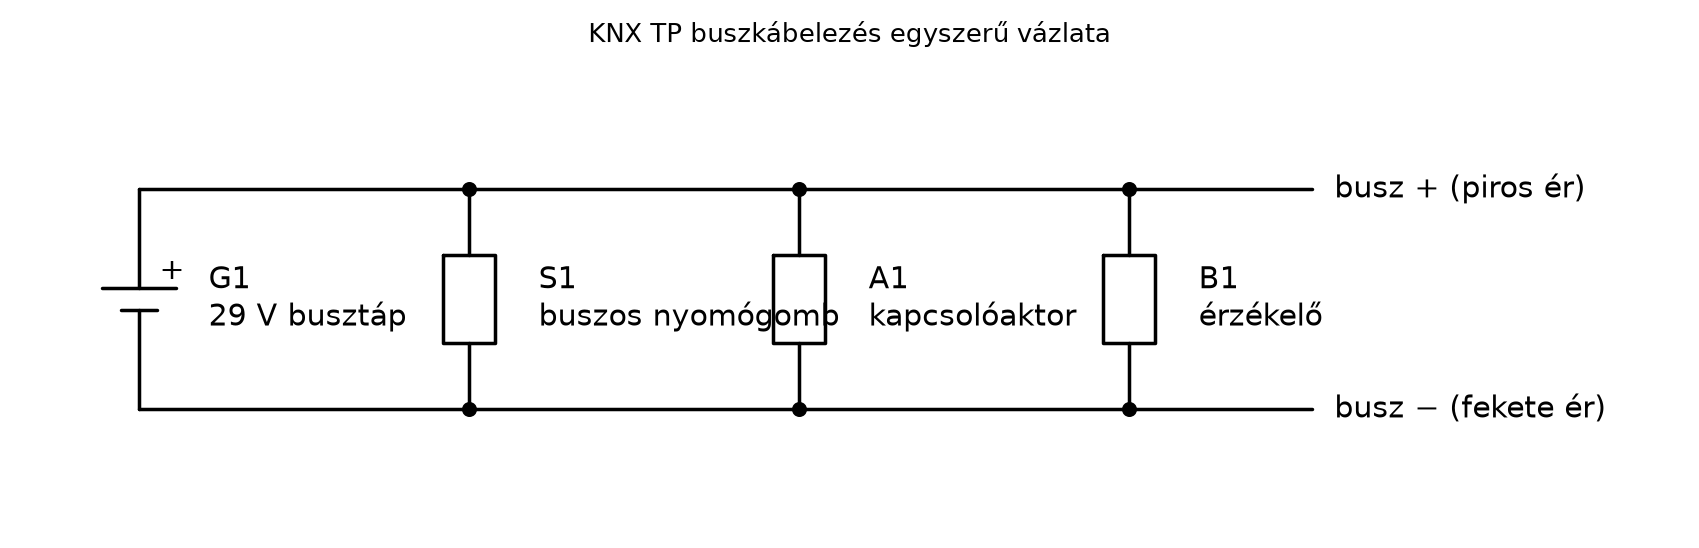 KNX TP buszkábelezés egyszerű vázlata
busz + (piros ér)
+
G1
29 V busztáp
S1
buszos nyomógomb
A1
kapcsolóaktor
B1
érzékelő
busz − (fekete ér)